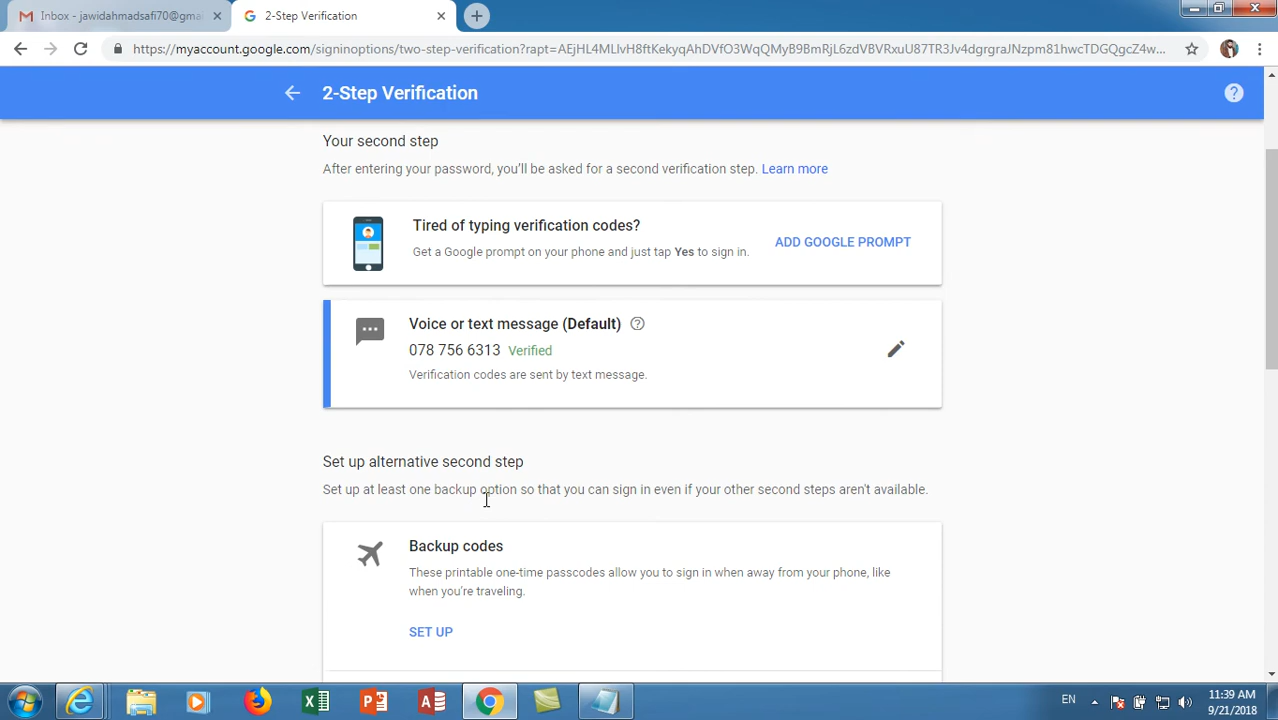 Inbox - jawidahmadsafi70@gma
2-Step Verification
https://myaccount.google.com/signinoptions/two-step-verification?rapt=AEjHL4MLlvH8ftKekyqAhDVfO3WqQMyB9BmRjL6zdVBVRxuU87TR3Jv4dgrgraJNzpm81hwcTDGQgcZ4w...
2-Step Verification
Your second step
After entering your password, you'll be asked for a second verification step. Learn more
Tired of typing verification codes?
Get a Google prompt on your phone and just tap Yes to sign in.
ADD GOOGLE PROMPT
Voice or text message (Default)
078 756 6313 Verified
Verification codes are sent by text message.
Set up alternative second step
Set up at least one backup option so that you can sign in even if your other second steps aren't available.
Backup codes
These printable one-time passcodes allow you to sign in when away from your phone, like
when you're traveling.
SET UP
EN
11:39 AM
9/21/2018